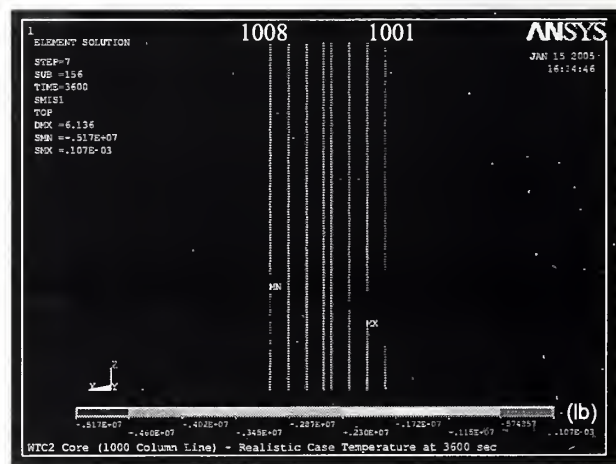 1
1008
1001
ANSYS
ELEMENT SOLUTION
JAN 15 2005
16:14:46
STEP=7
SUB =156
TIME=3600
SMIS1
TOP
DMX =6.136
SMN =-.517E+07
SMX =.107E-03
MN
MX
Z
X
Y
(lb)
-.517E+07
-.460E+07
-.402E+07
-.345E+07
-.287E+07
-.230E+07
-.172E+07
-.115E+07
-574357
.107E-03
WTC2 Core (1000 Column Line) - Realistic Case Temperature at 3600 sec